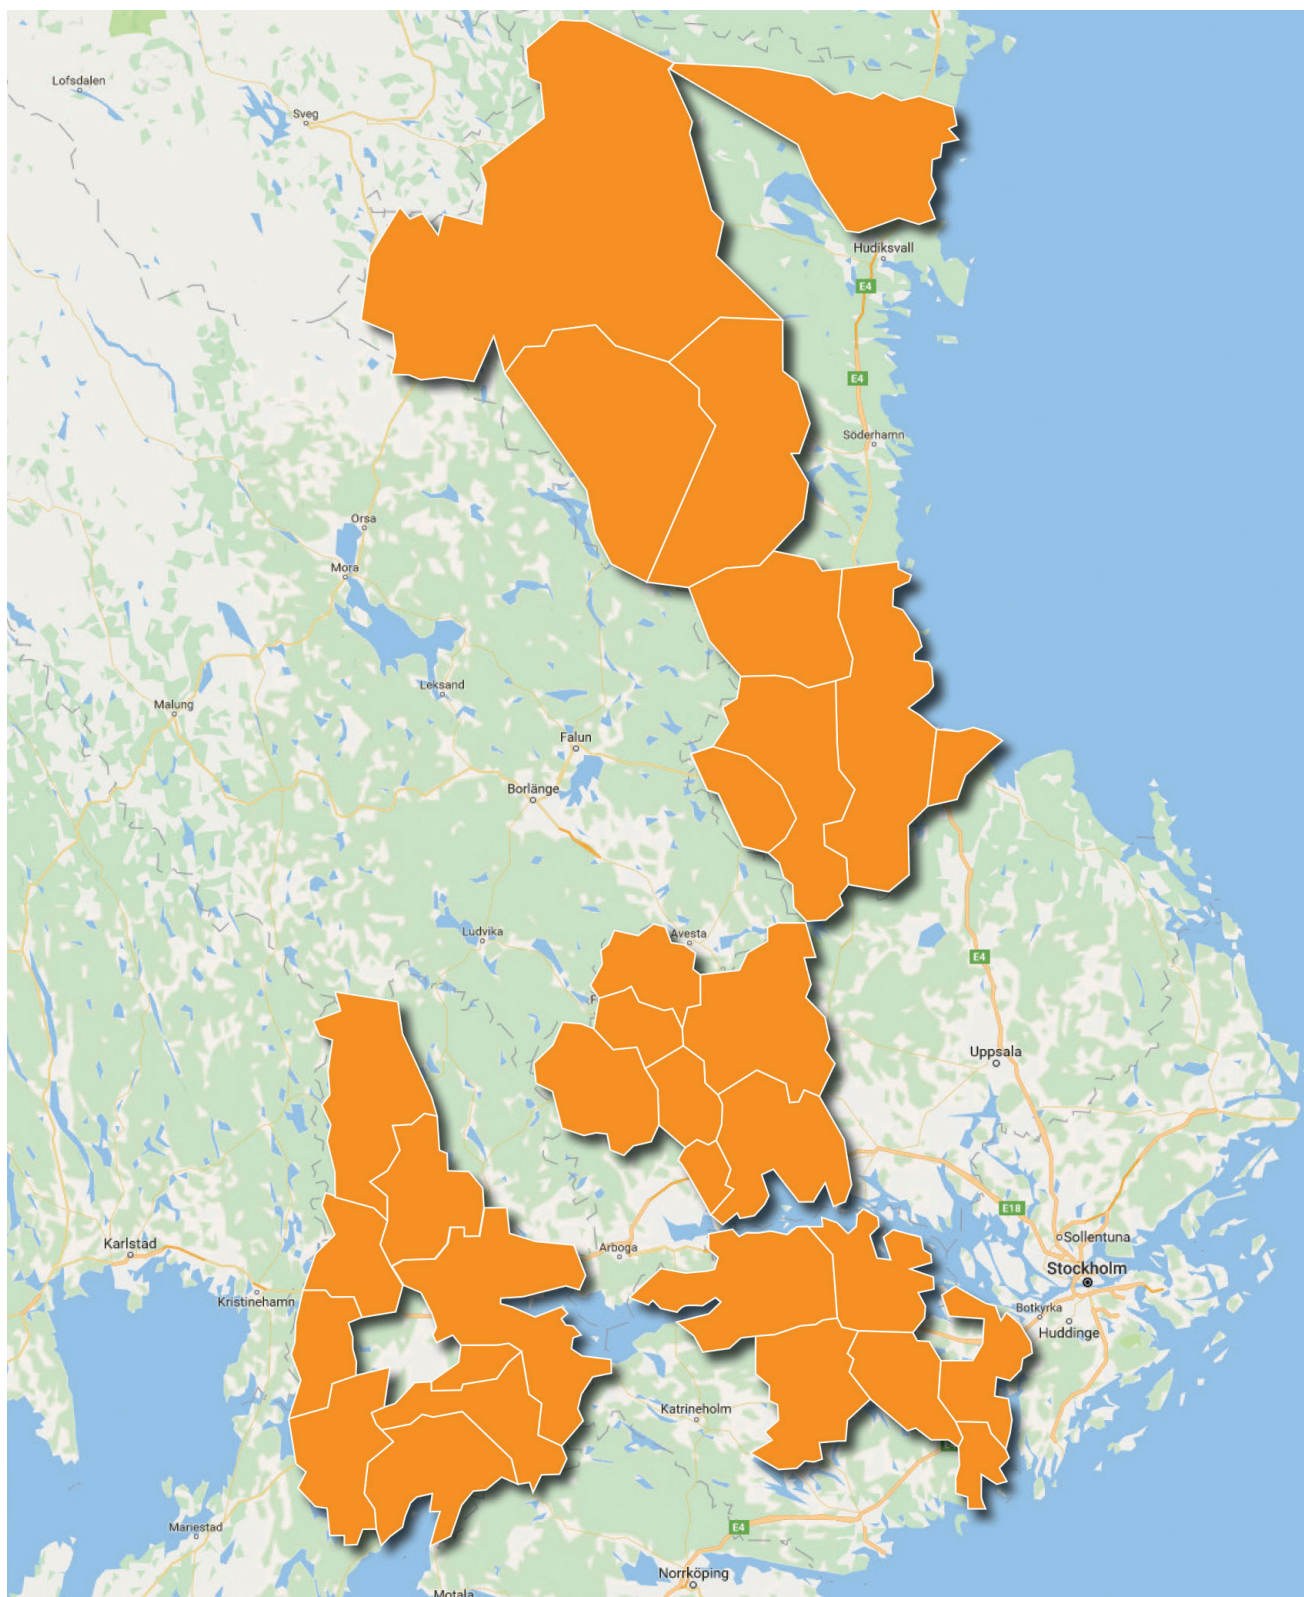 Lofsdalen
Sveg
Hudiksvall
E4
E4
Söderhamn
Orsa
Mora
Leksand
Malung
Falun
Borlänge
Ludvika
Avesta
E4
Uppsala
E18
Karlstad
Arboga
Sollentuna
Stockholm
Kristinehamn
Botkyrka
Huddinge
Katrineholm
Mariestad
E4
Norrköping
Motala